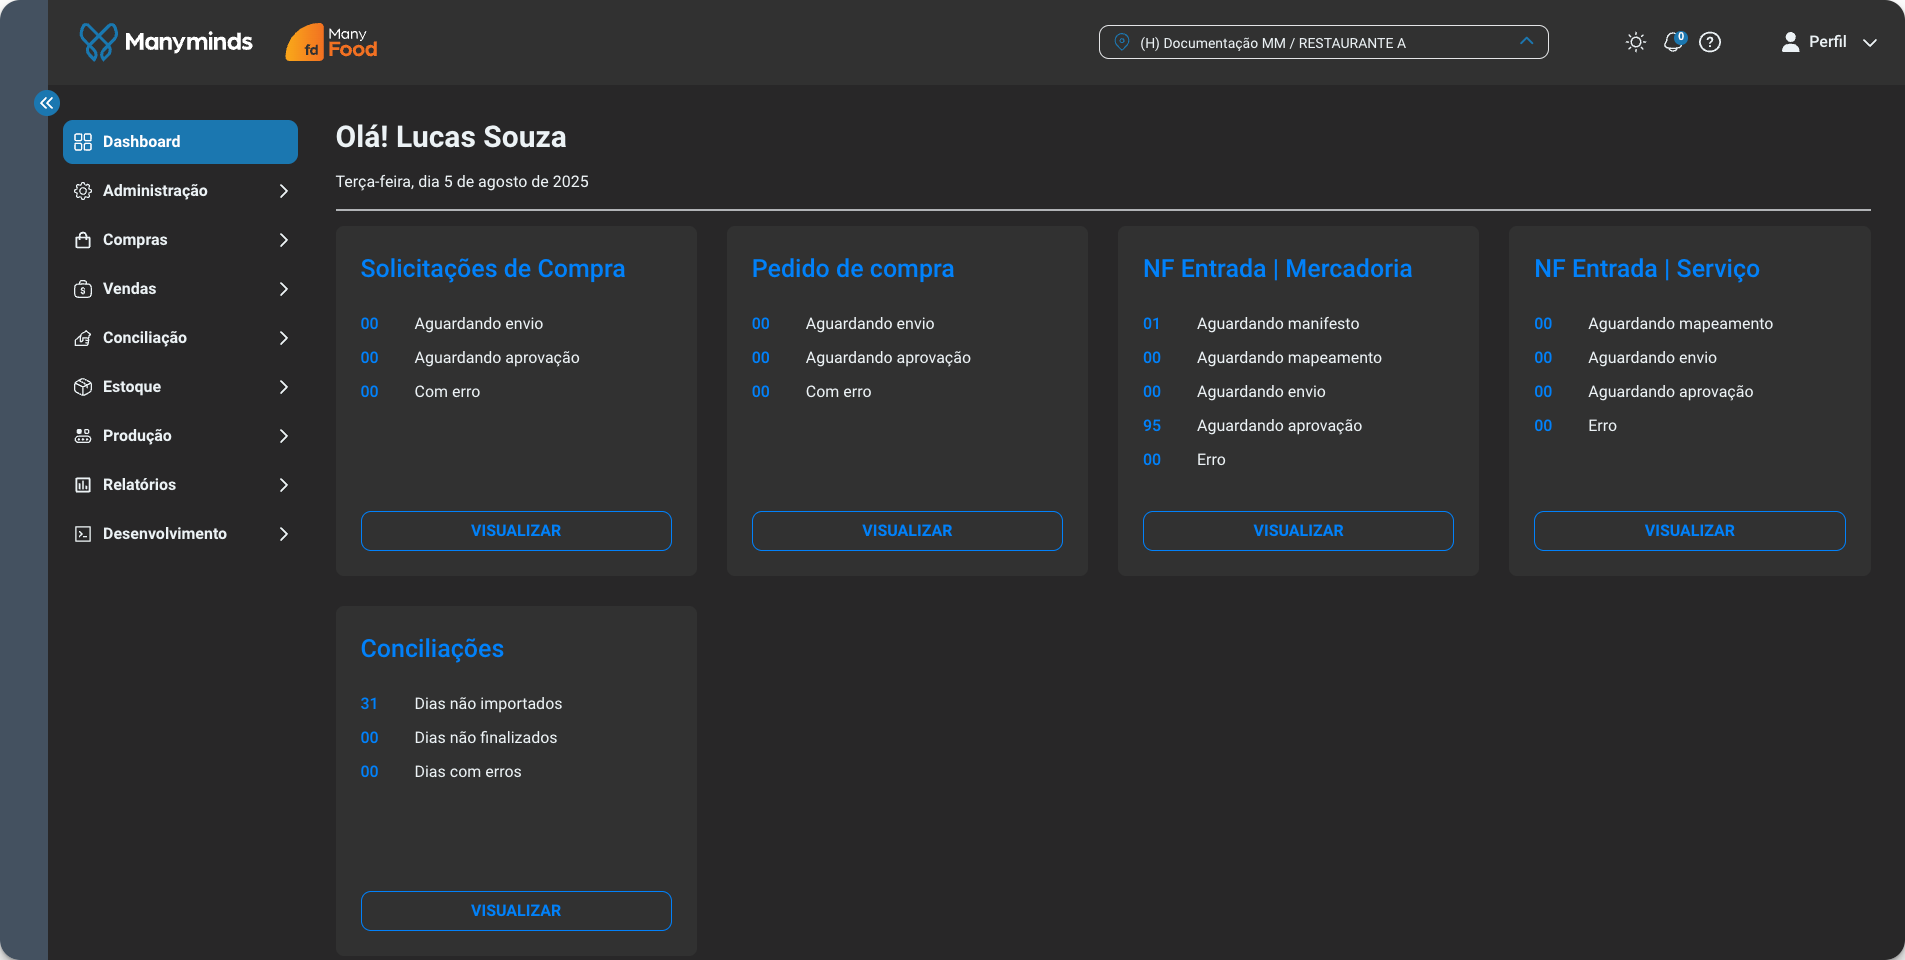 Manyminds
fd
Many
Food
(H) Documentação MM / RESTAURANTE A
0
Perfil
Dashboard
Administração
Compras
Vendas
Conciliação
Estoque
Produção
Relatórios
Desenvolvimento
Olá! Lucas Souza
Terça-feira, dia 5 de agosto de 2025
Solicitações de Compra
00 Aguardando envio
00 Aguardando aprovação
00 Com erro
VISUALIZAR
Pedido de compra
00 Aguardando envio
00 Aguardando aprovação
00 Com erro
VISUALIZAR
NF Entrada | Mercadoria
01 Aguardando manifesto
00 Aguardando mapeamento
00 Aguardando envio
95 Aguardando aprovação
00 Erro
VISUALIZAR
NF Entrada | Serviço
00 Aguardando mapeamento
00 Aguardando envio
00 Aguardando aprovação
00 Erro
VISUALIZAR
Conciliações
31 Dias não importados
00 Dias não finalizados
00 Dias com erros
VISUALIZAR